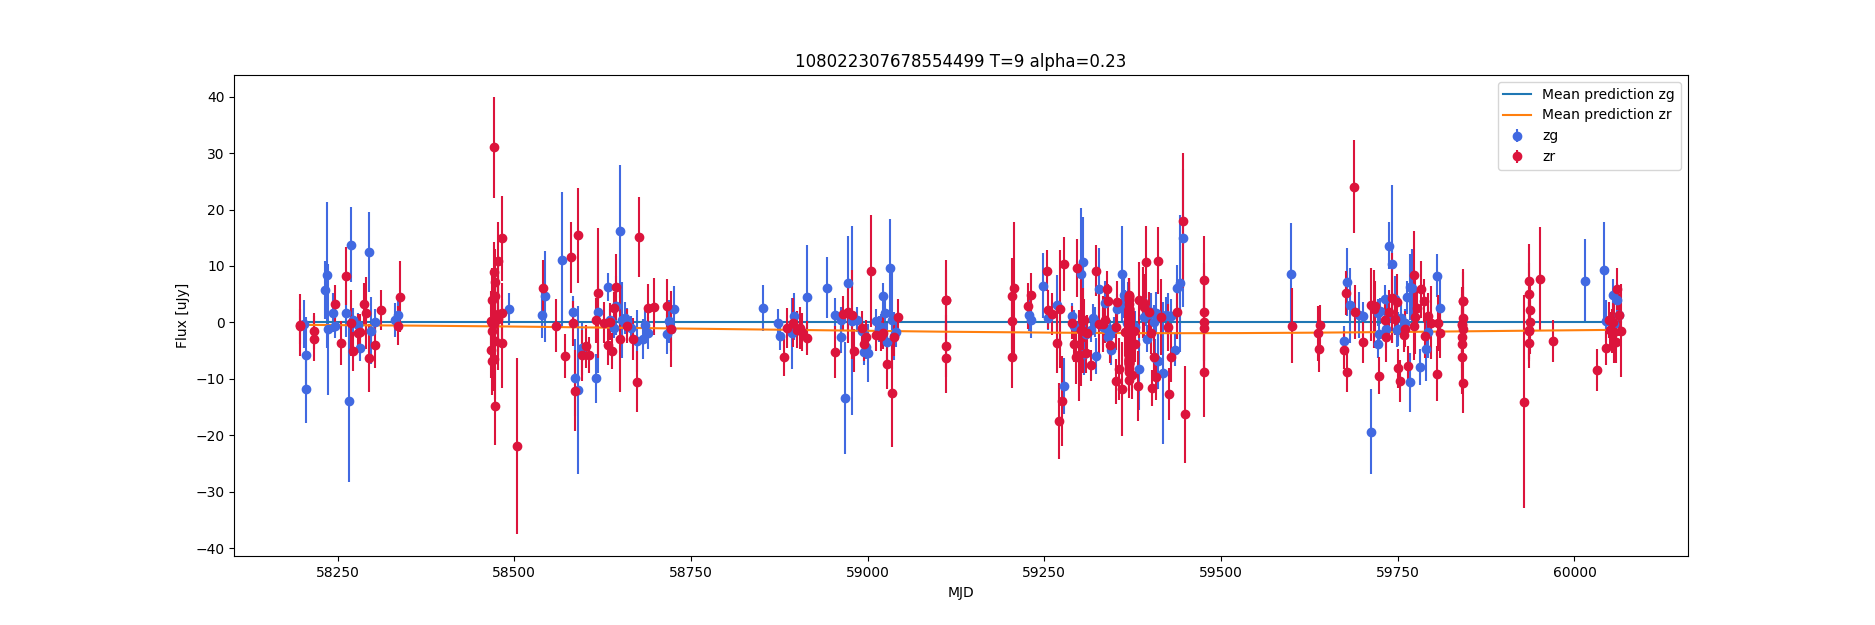 108022307678554499 T=9 alpha=0.23
Mean prediction zg
Mean prediction zr
zg
zr
Flux [uJy]
40
30
20
10
0
−10
−20
−30
−40
58250 58500 58750 59000 59250 59500 59750 60000
MJD